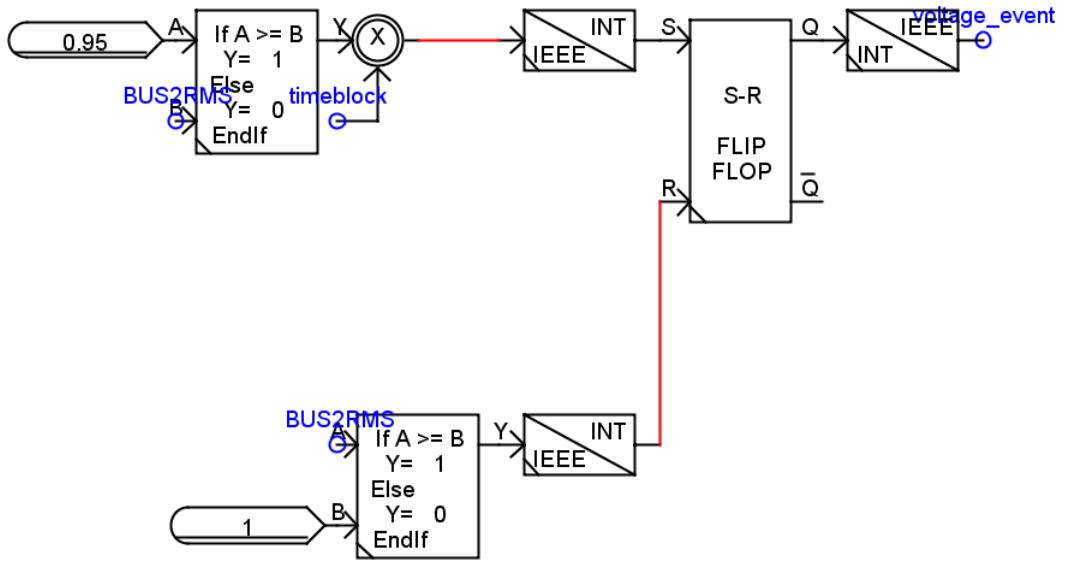 0.95
A
If A >= B
Y= 1
Else
Y= 0
EndIf
BUS2RMS
B
Y
X
timeblock
INT
IEEE
S
S-R
FLIP
FLOP
R
Q
Q̅
IEEE
INT
voltage_event
BUS2RMS
A
If A >= B
Y= 1
Else
Y= 0
EndIf
1
B
Y
INT
IEEE